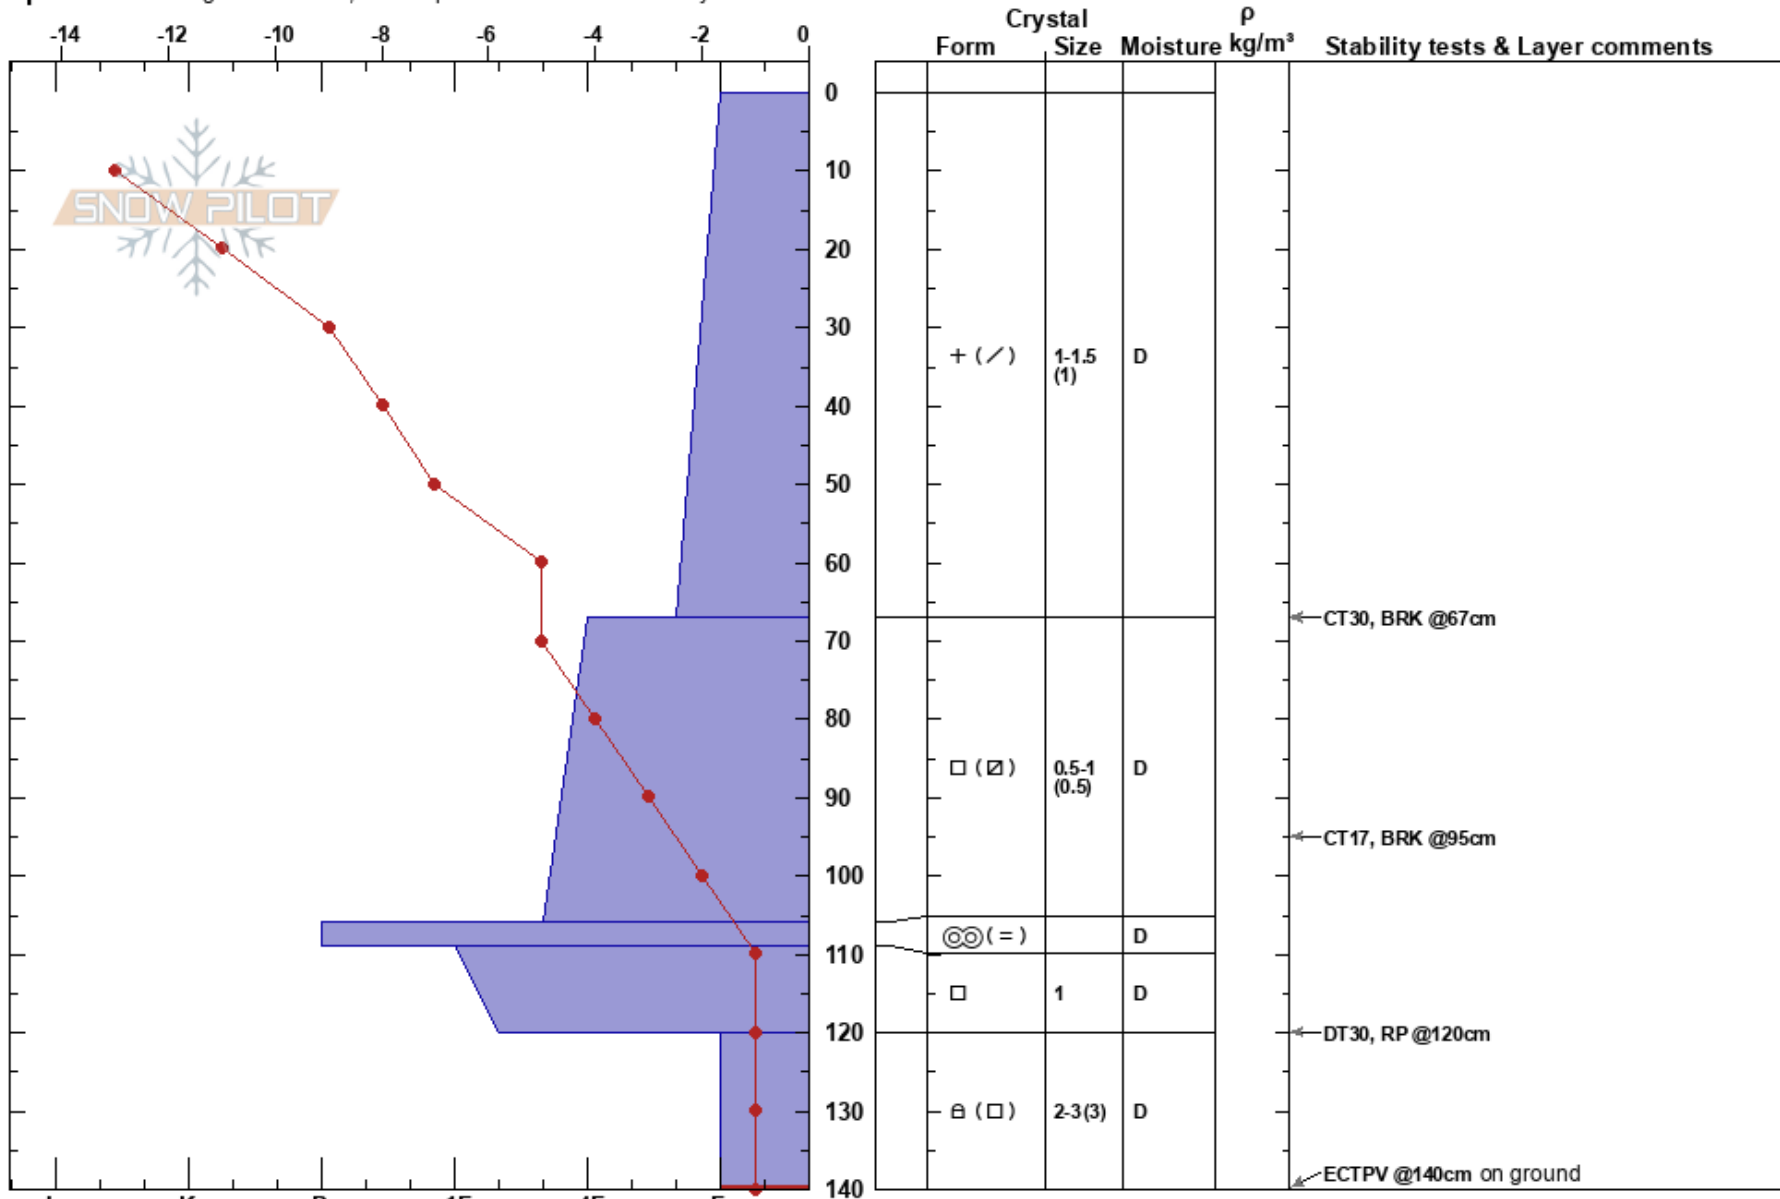 Crystal ρ
-14 -12 -10 -8 -6 -4 -2 0 Form Size Moisture kg/m³ Stability tests & Layer comments
0
10
SNOW PILOT
20
30
+ (∕) 1-1.5 D
(1)
40
50
60
CT30, BRK @67cm
70
80
□ (⧄) 0.5-1 D
(0.5)
90
CT17, BRK @95cm
100
◎◎ (=) D
110
□ 1 D
120 DT30, RP @120cm
130 (□) 2-3(3) D
ECTPV @140cm on ground
140